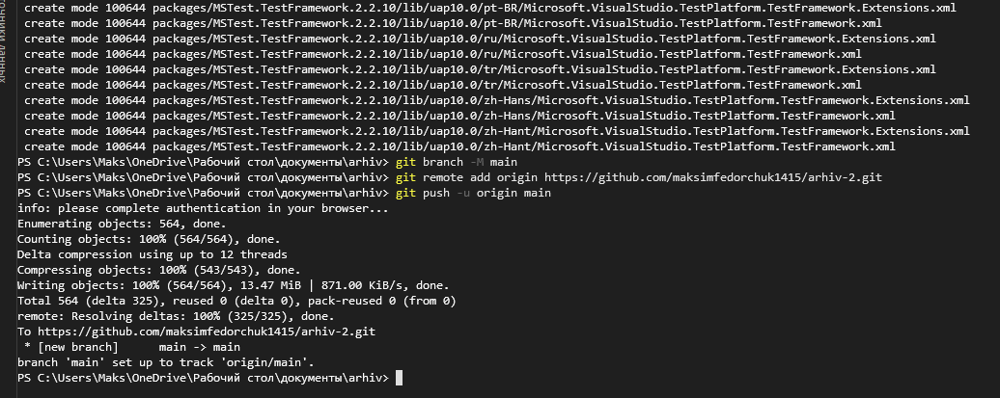 create mode 100644 packages/MSTest.TestFramework.2.2.10/lib/uap10.0/pt-BR/Microsoft.VisualStudio.TestPlatform.TestFramework.Extensions.xml
create mode 100644 packages/MSTest.TestFramework.2.2.10/lib/uap10.0/pt-BR/Microsoft.VisualStudio.TestPlatform.TestFramework.xml
create mode 100644 packages/MSTest.TestFramework.2.2.10/lib/uap10.0/ru/Microsoft.VisualStudio.TestPlatform.TestFramework.Extensions.xml
create mode 100644 packages/MSTest.TestFramework.2.2.10/lib/uap10.0/ru/Microsoft.VisualStudio.TestPlatform.TestFramework.xml
create mode 100644 packages/MSTest.TestFramework.2.2.10/lib/uap10.0/tr/Microsoft.VisualStudio.TestPlatform.TestFramework.Extensions.xml
create mode 100644 packages/MSTest.TestFramework.2.2.10/lib/uap10.0/tr/Microsoft.VisualStudio.TestPlatform.TestFramework.xml
create mode 100644 packages/MSTest.TestFramework.2.2.10/lib/uap10.0/zh-Hans/Microsoft.VisualStudio.TestPlatform.TestFramework.Extensions.xml
create mode 100644 packages/MSTest.TestFramework.2.2.10/lib/uap10.0/zh-Hans/Microsoft.VisualStudio.TestPlatform.TestFramework.xml
create mode 100644 packages/MSTest.TestFramework.2.2.10/lib/uap10.0/zh-Hant/Microsoft.VisualStudio.TestPlatform.TestFramework.Extensions.xml
create mode 100644 packages/MSTest.TestFramework.2.2.10/lib/uap10.0/zh-Hant/Microsoft.VisualStudio.TestPlatform.TestFramework.xml
PS C:\Users\Maks\OneDrive\Рабочий стол\документы\arhiv> git branch -M main
PS C:\Users\Maks\OneDrive\Рабочий стол\документы\arhiv> git remote add origin https://github.com/maksimfedorchuk1415/arhiv-2.git
PS C:\Users\Maks\OneDrive\Рабочий стол\документы\arhiv> git push -u origin main
info: please complete authentication in your browser...
Enumerating objects: 564, done.
Counting objects: 100% (564/564), done.
Delta compression using up to 12 threads
Compressing objects: 100% (543/543), done.
Writing objects: 100% (564/564), 13.47 MiB | 871.00 KiB/s, done.
Total 564 (delta 325), reused 0 (delta 0), pack-reused 0 (from 0)
remote: Resolving deltas: 100% (325/325), done.
To https://github.com/maksimfedorchuk1415/arhiv-2.git
* [new branch]      main -> main
branch 'main' set up to track 'origin/main'.
PS C:\Users\Maks\OneDrive\Рабочий стол\документы\arhiv>